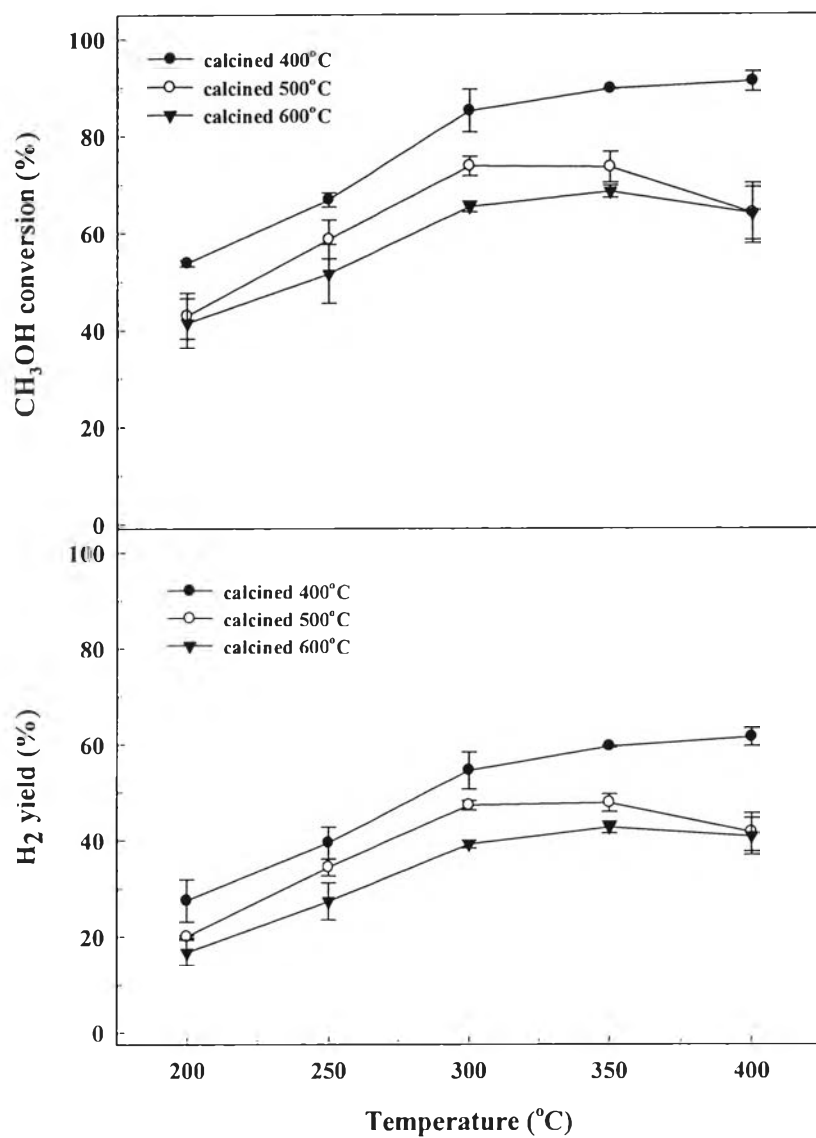 100
calcined 400°C
calcined 500°C
calcined 600°C
80
60
40
20
0
CH₃OH conversion (%)
100
calcined 400°C
calcined 500°C
calcined 600°C
80
60
40
20
0
H₂ yield (%)
200 250 300 350 400
Temperature (°C)